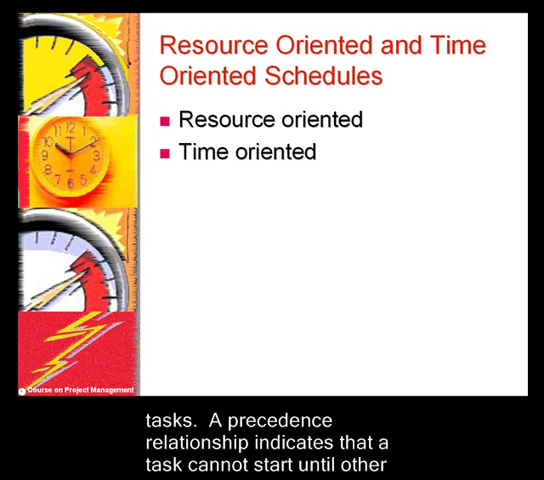 Resource Oriented and Time
Oriented Schedules
Resource oriented
Time oriented
Course on Project Management
tasks. A precedence
relationship indicates that a
task cannot start until other